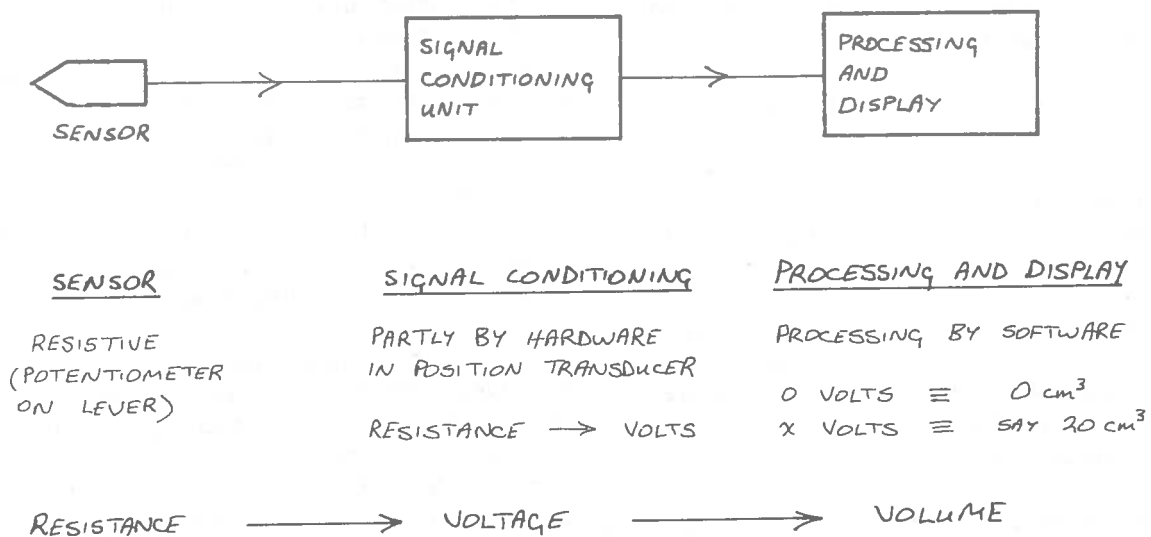 SIGNAL
CONDITIONING
UNIT
PROCESSING
AND
DISPLAY
SENSOR
SENSOR
RESISTIVE
(POTENTIOMETER
ON LEVER)
SIGNAL CONDITIONING
PARTLY BY HARDWARE
IN POSITION TRANSDUCER
RESISTANCE → VOLTS
PROCESSING AND DISPLAY
PROCESSING BY SOFTWARE
0 VOLTS ≡ 0 cm³
x VOLTS ≡ SAY 20 cm³
RESISTANCE → VOLTAGE → VOLUME